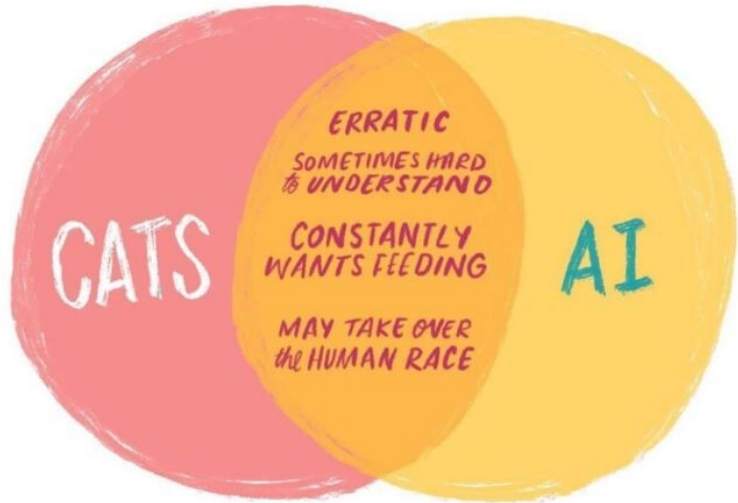 CATS
ERRATIC
SOMETIMES HARD
to UNDERSTAND
CONSTANTLY
WANTS FEEDING
MAY TAKE OVER
the HUMAN RACE
AI